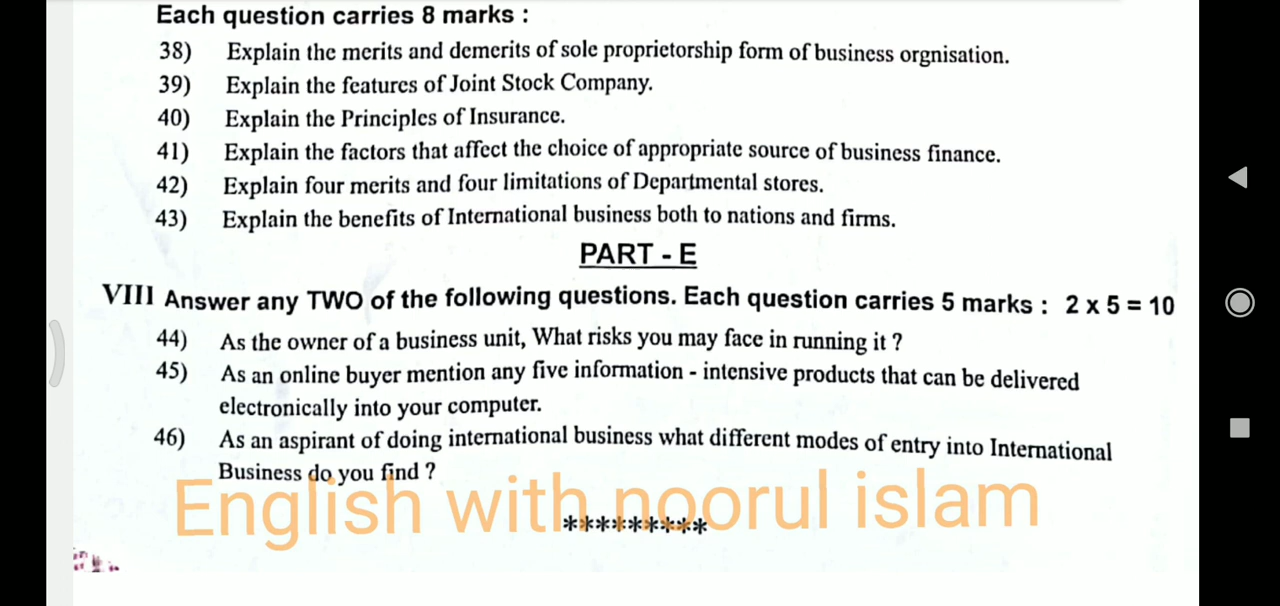 Each question carries 8 marks :
38) Explain the merits and demerits of sole proprietorship form of business orgnisation.
39) Explain the features of Joint Stock Company.
40) Explain the Principles of Insurance.
41) Explain the factors that affect the choice of appropriate source of business finance.
42) Explain four merits and four limitations of Departmental stores.
43) Explain the benefits of International business both to nations and firms.
PART - E
VIII Answer any TWO of the following questions. Each question carries 5 marks : 2 x 5 = 10
44) As the owner of a business unit, What risks you may face in running it ?
45) As an online buyer mention any five information - intensive products that can be delivered
electronically into your computer.
46) As an aspirant of doing international business what different modes of entry into International
Business do you find ?
English with noorul islam
*********